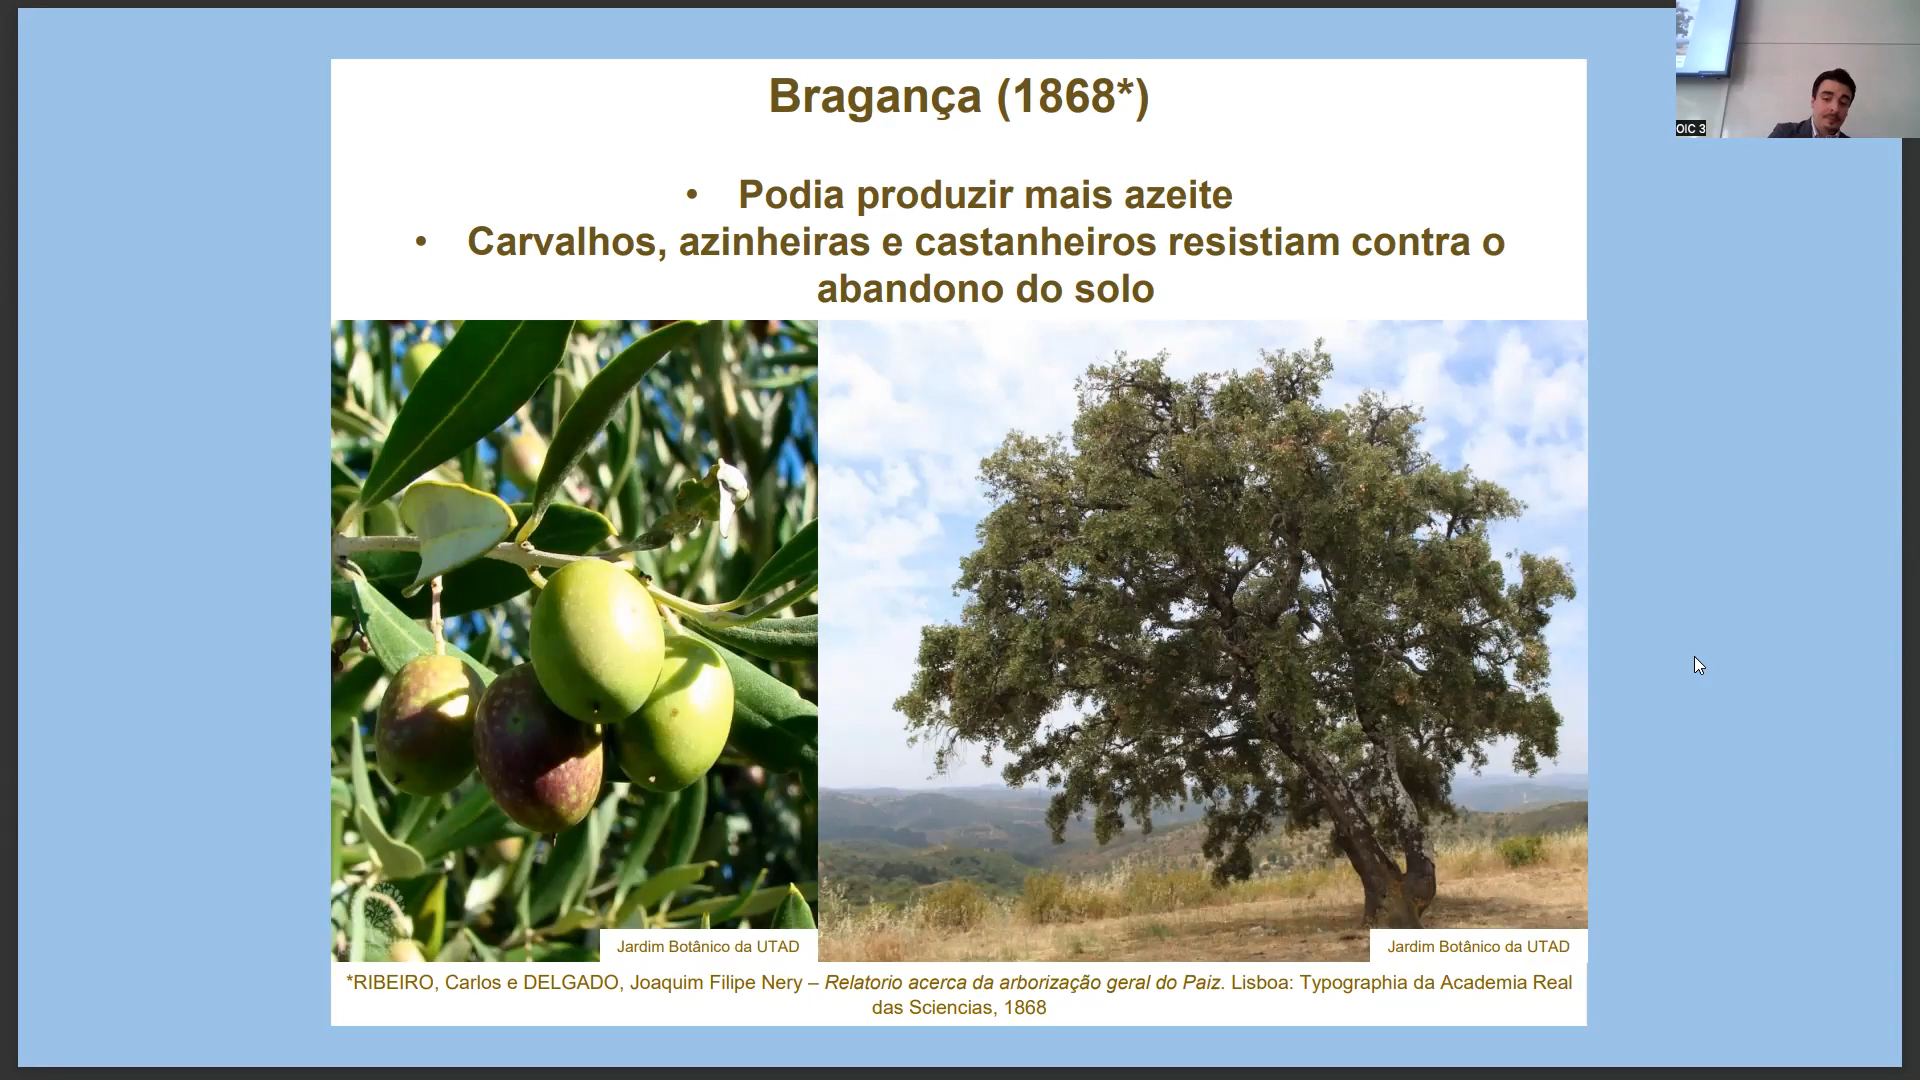 Bragança (1868*)
• Podia produzir mais azeite
• Carvalhos, azinheiras e castanheiros resistiam contra o
abandono do solo
Jardim Botânico da UTAD
Jardim Botânico da UTAD
*RIBEIRO, Carlos e DELGADO, Joaquim Filipe Nery – Relatorio acerca da arborização geral do Paiz. Lisboa: Typographia da Academia Real
das Sciencias, 1868
OIC 3